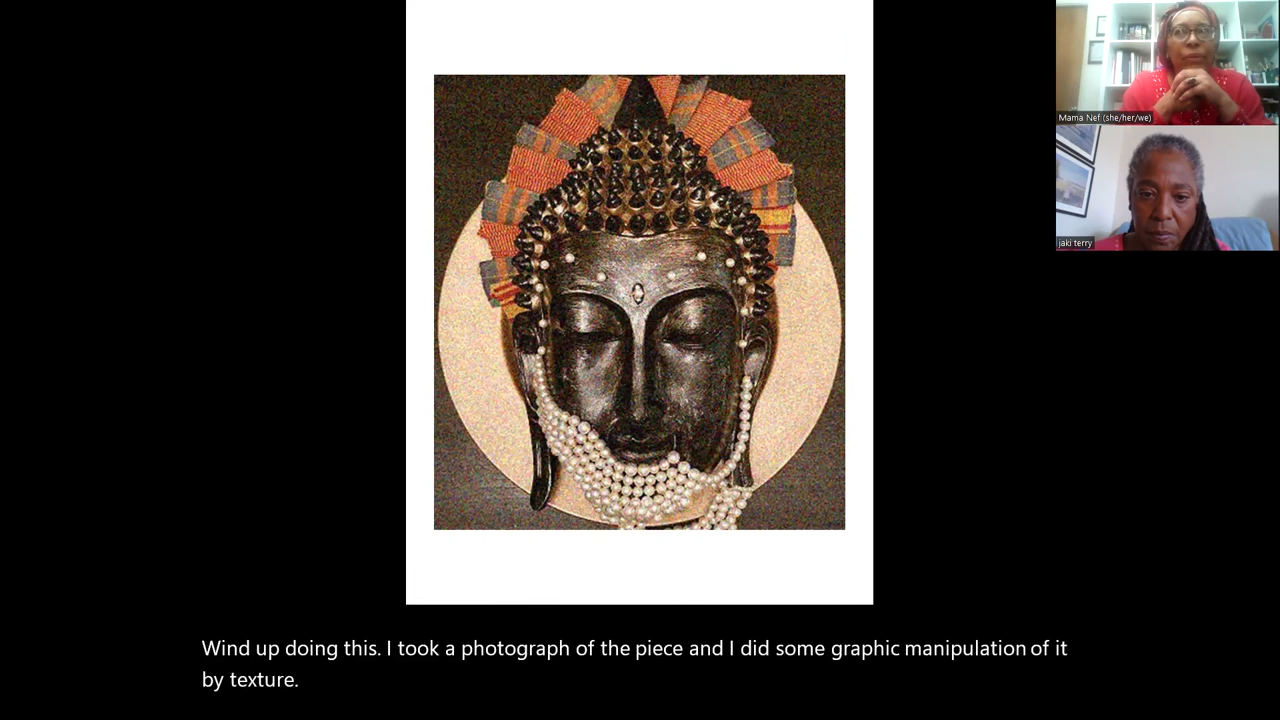 Mama Nef (she/her/we)
jaki terry
Wind up doing this. I took a photograph of the piece and I did some graphic manipulation of it
by texture.